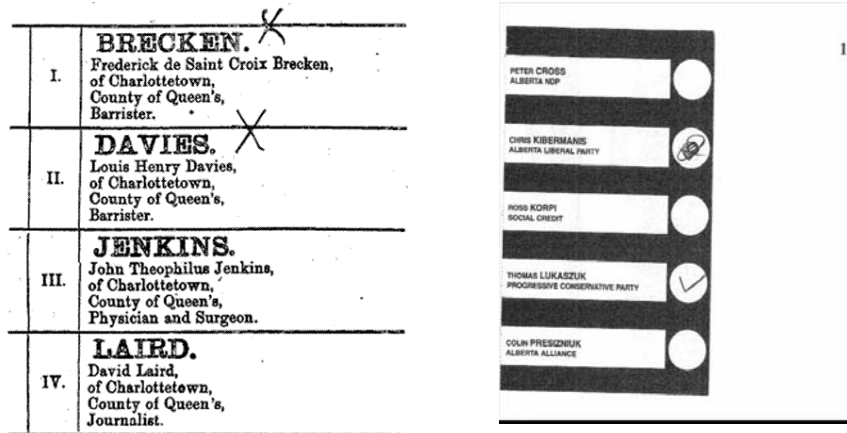 I.
BRECKEN.
Frederick de Saint Croix Brecken,
of Charlottetown,
County of Queen's,
Barrister.
II.
DAVIES.
Louis Henry Davies,
of Charlottetown,
County of Queen's,
Barrister.
III.
JENKINS.
John Theophilus Jenkins,
of Charlottetown,
County of Queen's,
Physician and Surgeon.
IV.
LAIRD.
David Laird,
of Charlottetown,
County of Queen's,
Journalist.
1
PETER CROSS
ALBERTA NDP
CHRIS KIBERMANIS
ALBERTA LIBERAL PARTY
ROSS KORPI
SOCIAL CREDIT
THOMAS LUKASZUK
PROGRESSIVE CONSERVATIVE PARTY
COLIN PRESIZNIUK
ALBERTA ALLIANCE